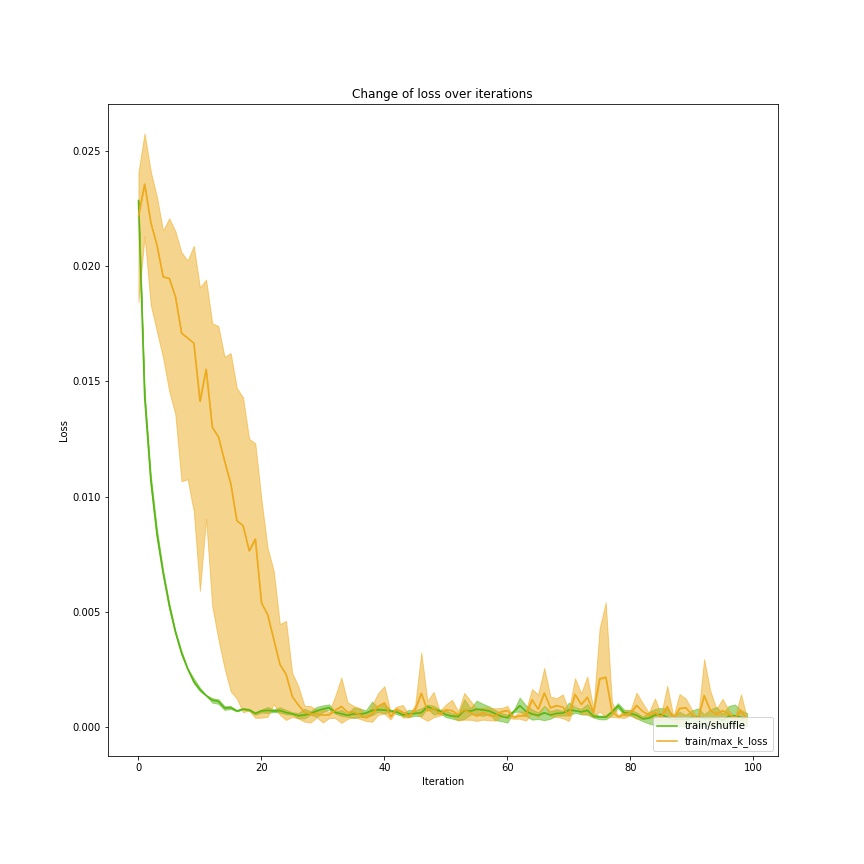 Change of loss over iterations
Loss
0.025
0.020
0.015
0.010
0.005
0.000
0 20 40 60 80 100
Iteration
train/shuffle
train/max_k_loss